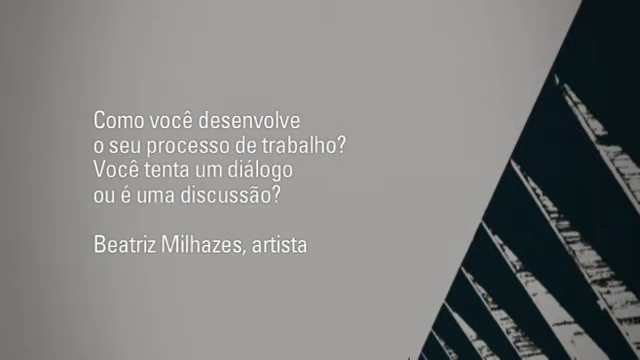 Como você desenvolve
o seu processo de trabalho?
Você tenta um diálogo
ou é uma discussão?
Beatriz Milhazes, artista